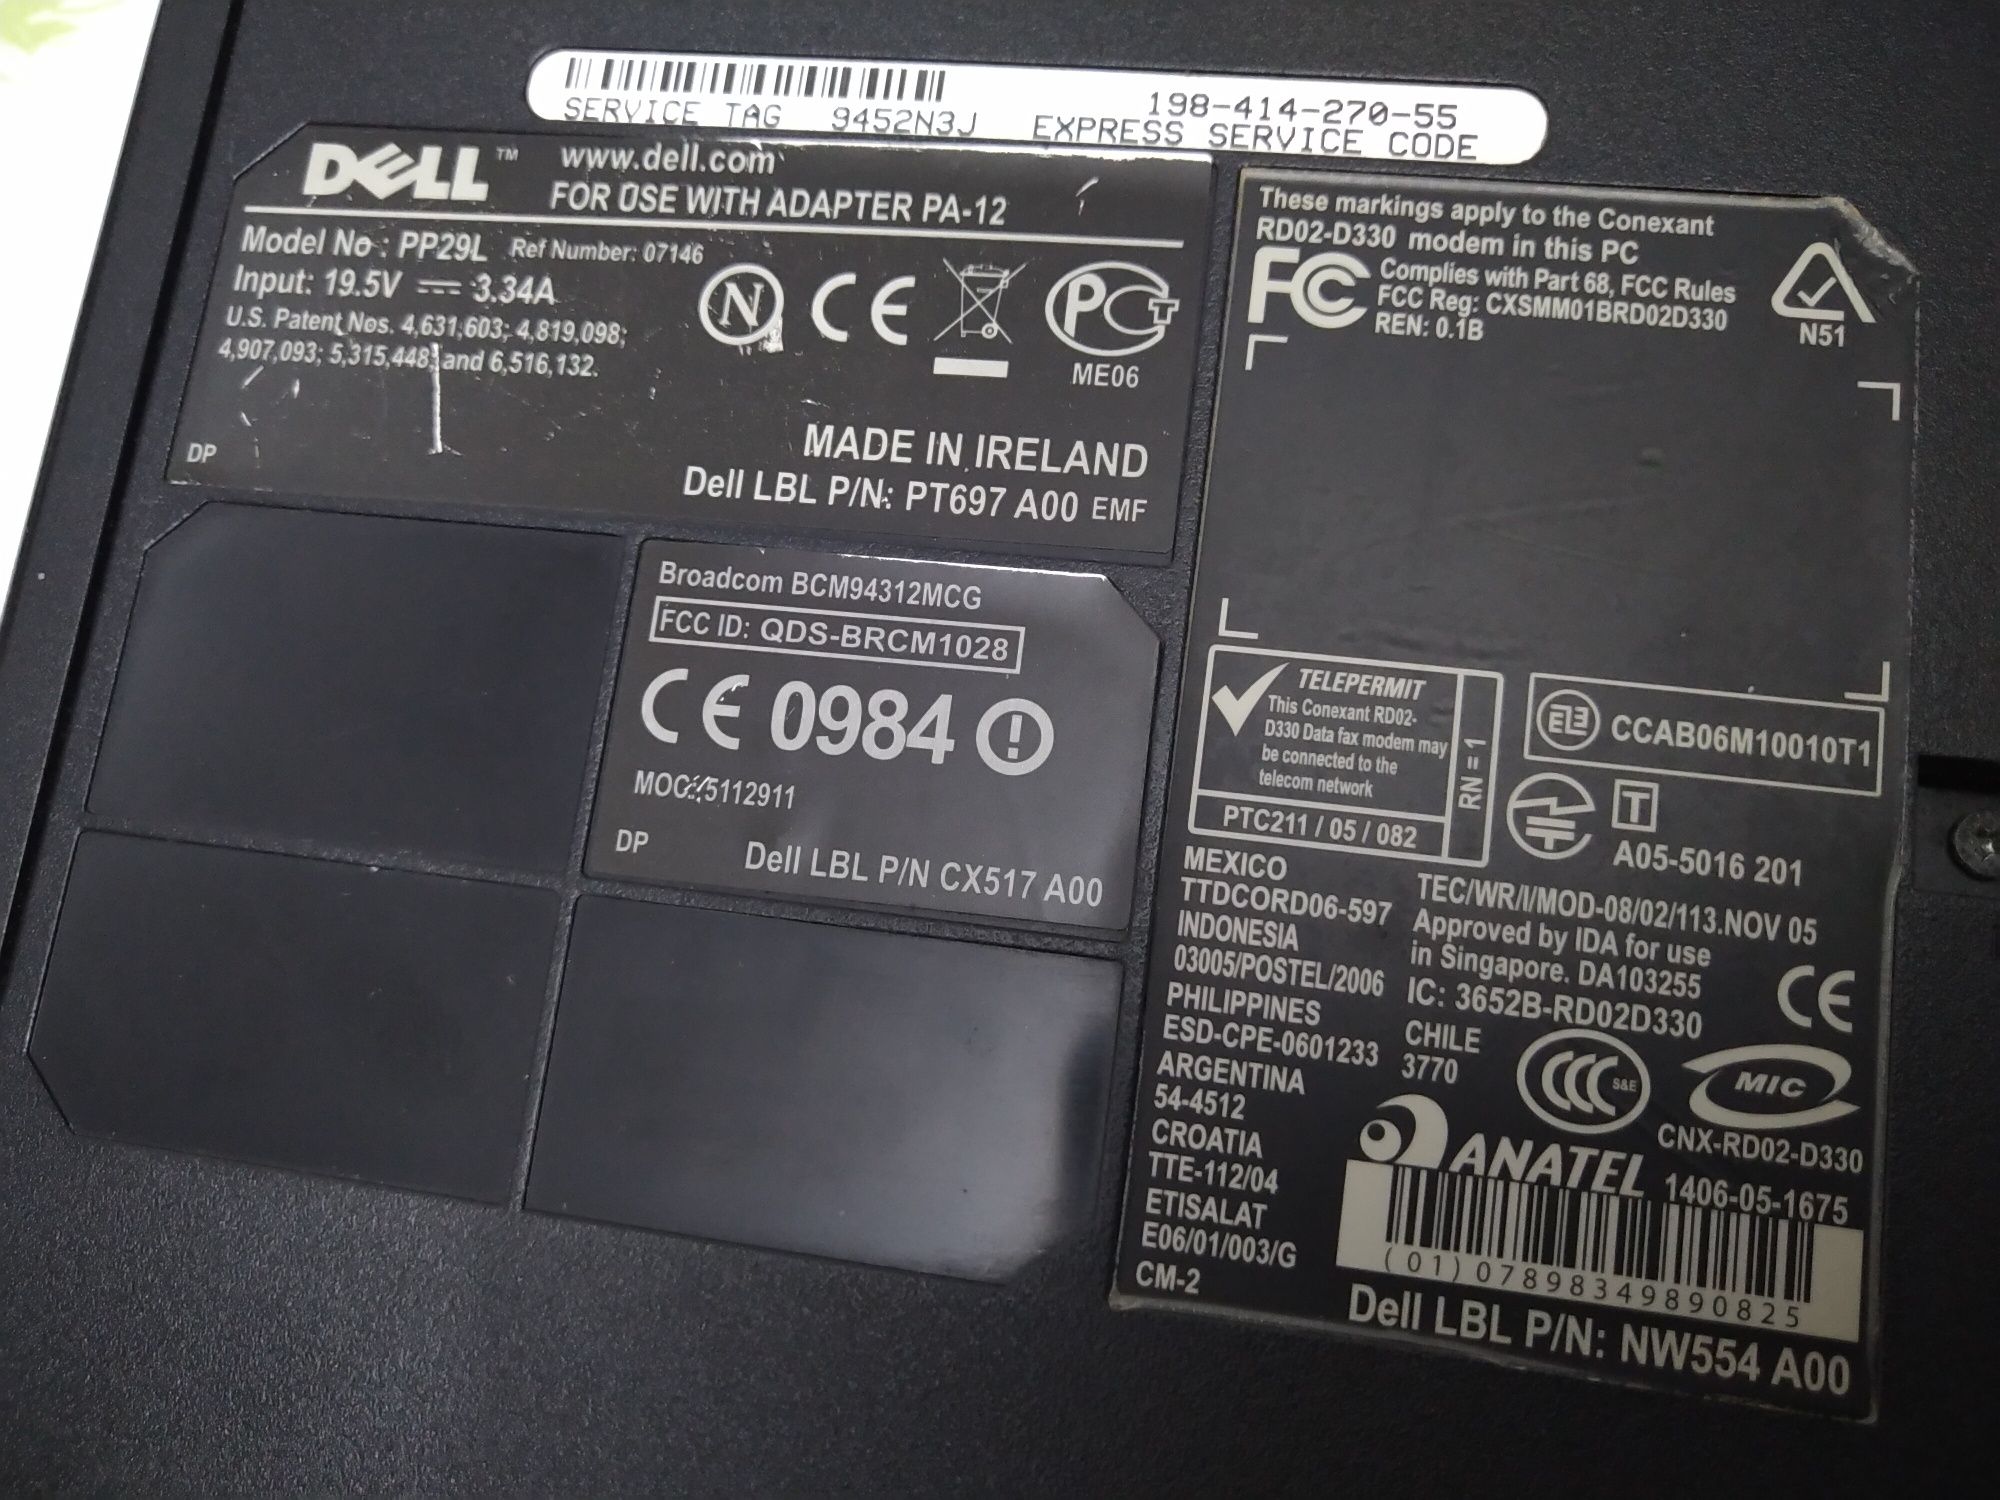 198-414-270-55
SERVICE TAG 9452N3J EXPRESS SERVICE CODE
DELL™ www.dell.com
FOR USE WITH ADAPTER PA-12
Model No : PP29L Ref Number: 07146
Input: 19.5V 3.34A
U.S. Patent Nos. 4,631,603; 4,819,098;
4,907,093; 5,315,448; and 6,516,132.
N CE PCT
ME06
MADE IN IRELAND
DP
Dell LBL P/N: PT697 A00 EMF
Broadcom BCM94312MCG
FCC ID: QDS-BRCM1028
CE 0984
5112911
DP
Dell LBL P/N CX517 A00
These markings apply to the Conexant
RD02-D330 modem in this PC
FCC Complies with Part 68, FCC Rules
FCC Reg: CXSMM01BRD02D330
REN: 0.1B
N51
TELEPERMIT
This Conexant RD02-
D330 Data fax modem may
be connected to the
telecom network
RN = 1
PTC211 / 05 / 082
CCAB06M10010T1
T
A05-5016 201
MEXICO
TTDCORD06-597
INDONESIA
03005/POSTEL/2006
PHILIPPINES
ESD-CPE-0601233
ARGENTINA
54-4512
CROATIA
TTE-112/04
ETISALAT
E06/01/003/G
CM-2
TEC/WR/I/MOD-08/02/113.NOV 05
Approved by IDA for use
in Singapore. DA103255
IC: 3652B-RD02D330
CE
CHILE
3770
CCC S&E
MIC
CNX-RD02-D330
ANATEL
1406-05-1675
(01)07898349890825
Dell LBL P/N: NW554 A00